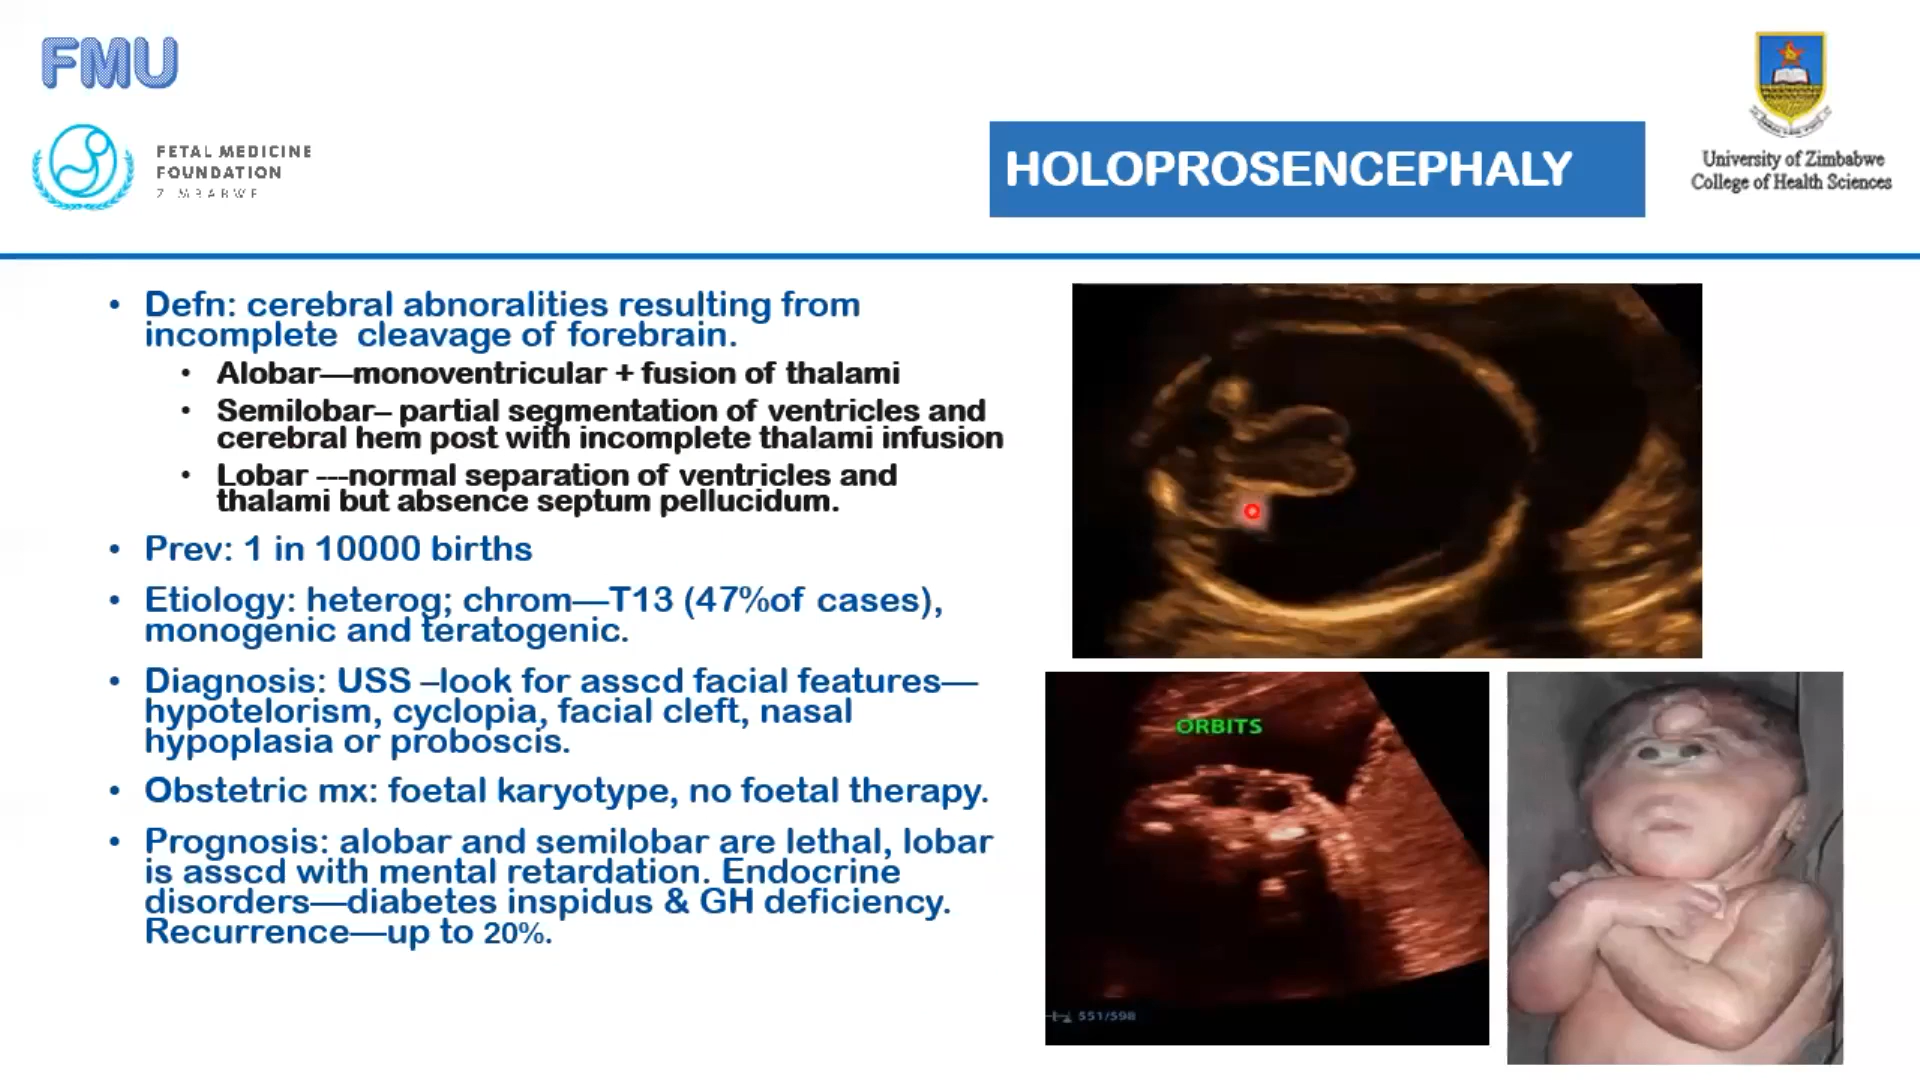 FMU
FETAL MEDICINE
FOUNDATION
ZIMBABWE
HOLOPROSENCEPHALY
University of Zimbabwe
College of Health Sciences
• Defn: cerebral abnoralities resulting from
incomplete cleavage of forebrain.
• Alobar—monoventricular + fusion of thalami
• Semilobar– partial segmentation of ventricles and
cerebral hem post with incomplete thalami infusion
• Lobar ---normal separation of ventricles and
thalami but absence septum pellucidum.
• Prev: 1 in 10000 births
• Etiology: heterog; chrom—T13 (47%of cases),
monogenic and teratogenic.
• Diagnosis: USS –look for asscd facial features—
hypotelorism, cyclopia, facial cleft, nasal
hypoplasia or proboscis.
• Obstetric mx: foetal karyotype, no foetal therapy.
• Prognosis: alobar and semilobar are lethal, lobar
is asscd with mental retardation. Endocrine
disorders—diabetes inspidus & GH deficiency.
Recurrence—up to 20%.
ORBITS
551/598